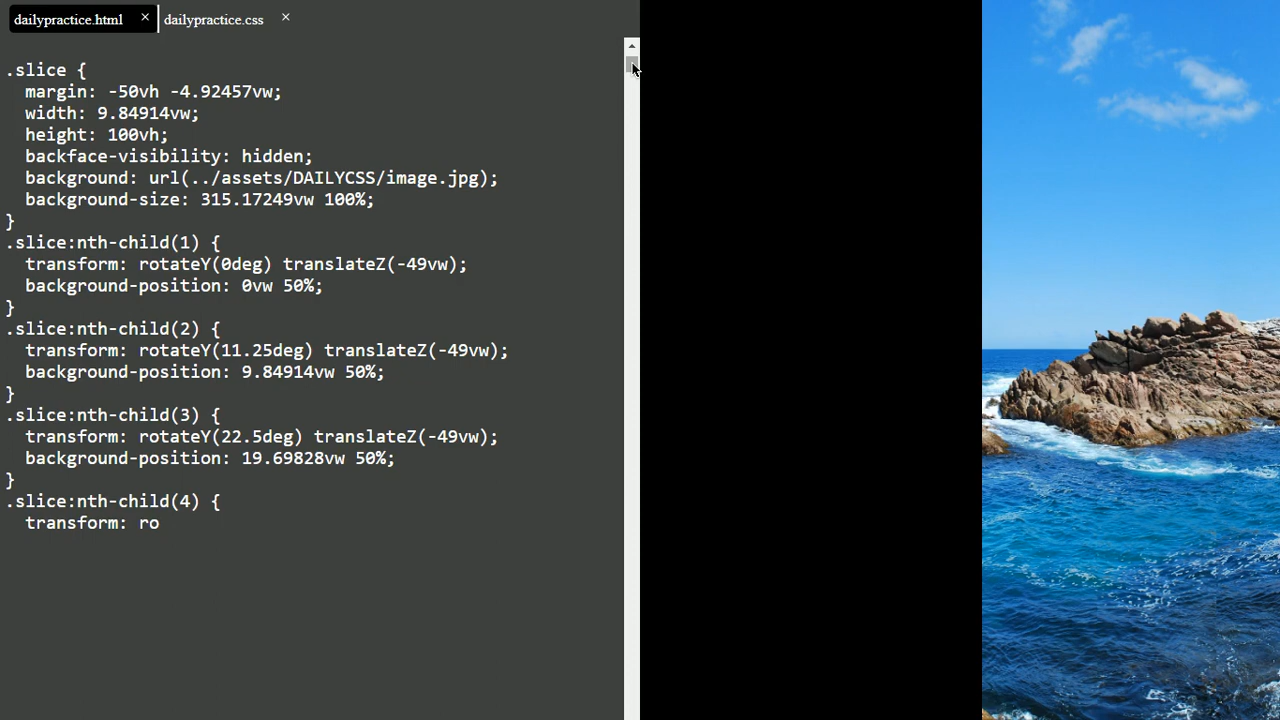 dailypractice.html × dailypractice.css ×
.slice {
  margin: -50vh -4.92457vw;
  width: 9.84914vw;
  height: 100vh;
  backface-visibility: hidden;
  background: url(../assets/DAILYCSS/image.jpg);
  background-size: 315.17249vw 100%;
}
.slice:nth-child(1) {
  transform: rotateY(0deg) translateZ(-49vw);
  background-position: 0vw 50%;
}
.slice:nth-child(2) {
  transform: rotateY(11.25deg) translateZ(-49vw);
  background-position: 9.84914vw 50%;
}
.slice:nth-child(3) {
  transform: rotateY(22.5deg) translateZ(-49vw);
  background-position: 19.69828vw 50%;
}
.slice:nth-child(4) {
  transform: ro